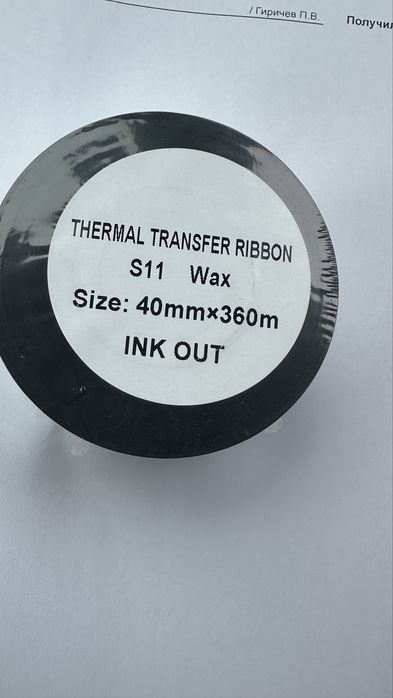 / Гиричев П.В.
Получил
THERMAL TRANSFER RIBBON
S11 Wax
Size: 40mm×360m
INK OUT